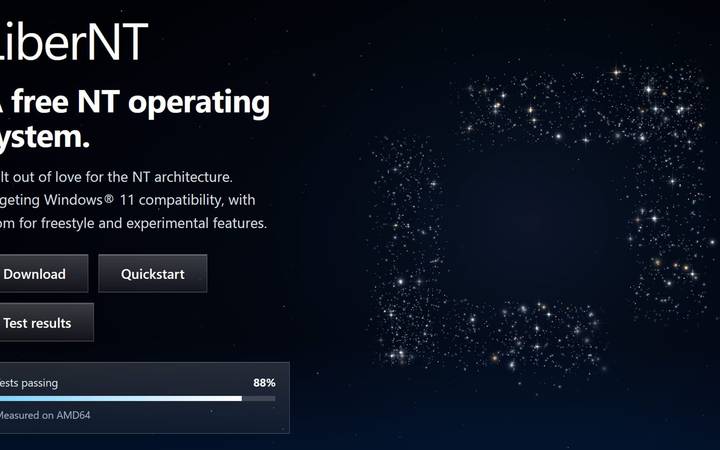 LiberNT
A free NT operating
ystem.
lt out of love for the NT architecture.
geting Windows® 11 compatibility, with
om for freestyle and experimental features.
Download
Quickstart
Test results
ests passing
88%
Measured on AMD64